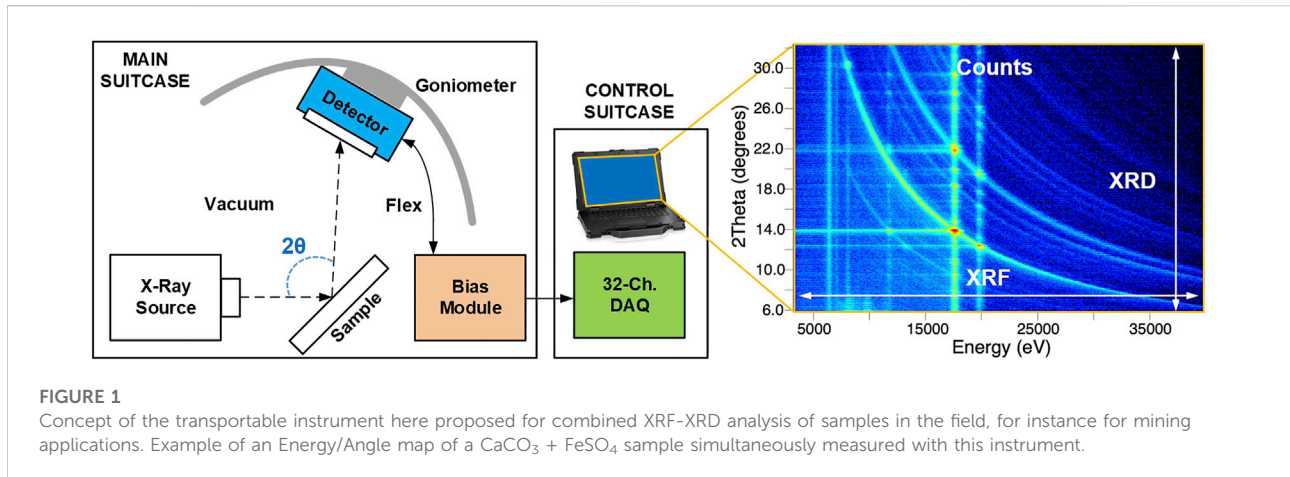 MAIN
SUITCASE
Goniometer
Detector
Vacuum
Flex
2θ
X-Ray
Source
Sample
Bias
Module
CONTROL
SUITCASE
32-Ch.
DAQ
Counts
XRD
XRF
2Theta (degrees)
30.0
26.0
22.0
18.0
14.0
10.0
6.0
5000 15000 25000 35000
Energy (eV)
FIGURE 1
Concept of the transportable instrument here proposed for combined XRF-XRD analysis of samples in the field, for instance for mining
applications. Example of an Energy/Angle map of a CaCO₃ + FeSO₄ sample simultaneously measured with this instrument.